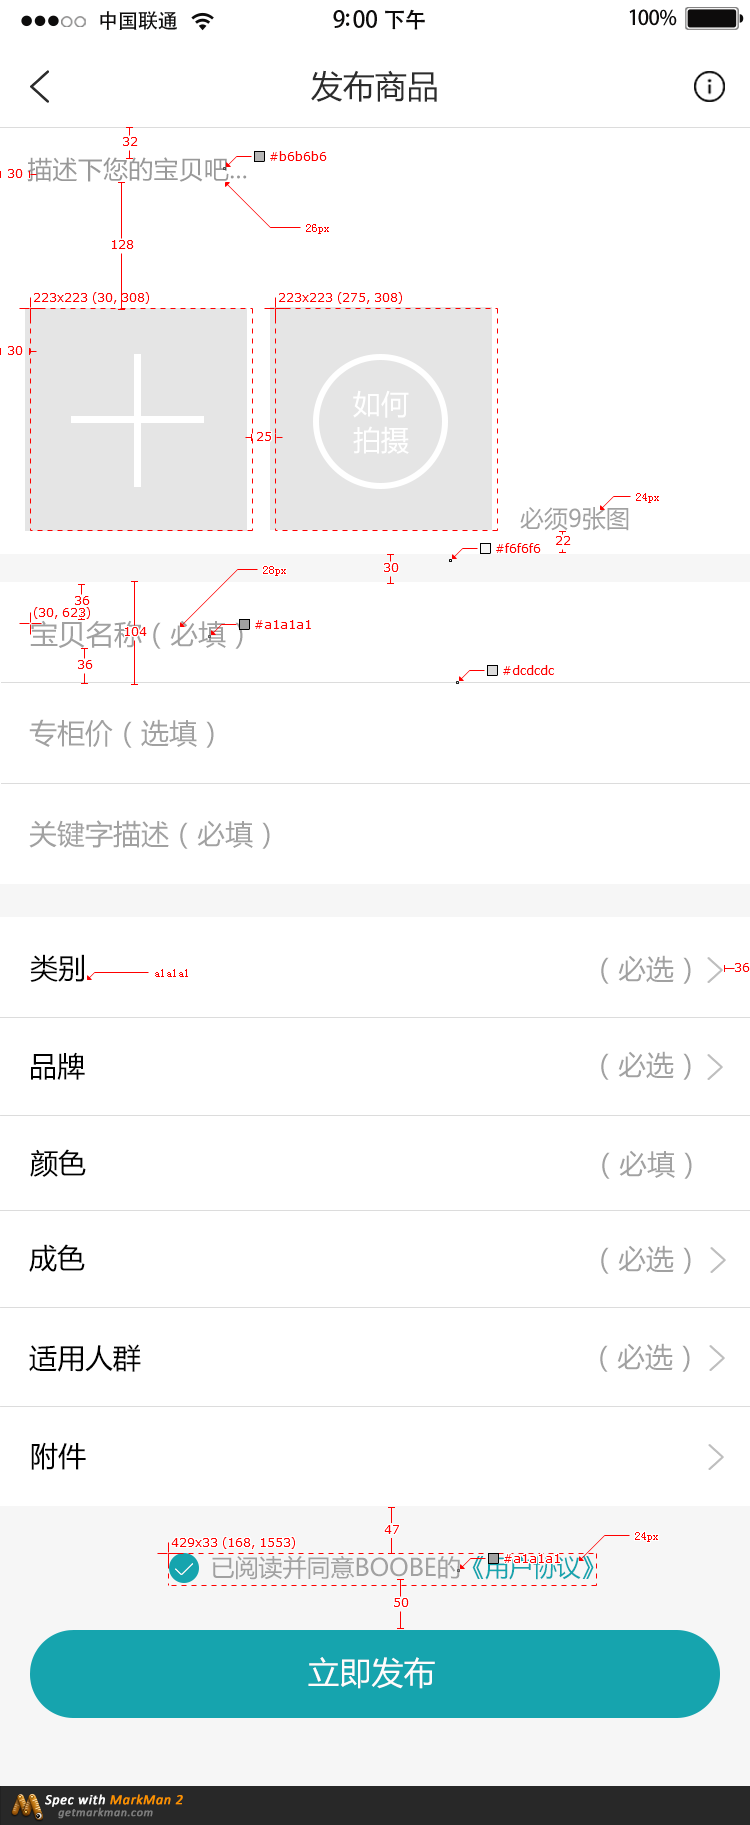 中国联通 9:00 下午 100%
发布商品
32
#b6b6b6
30 描述下您的宝贝吧...
26px
128
223x223 (30, 308) 223x223 (275, 308)
30
如何
拍摄
25
24px
必须9张图
22
#f6f6f6
30
28px
36
(30, 623)
104
#a1a1a1
宝贝名称（必填）
36
#dcdcdc
专柜价（选填）
关键字描述（必填）
类别 a1a1a1 （必选） 36
品牌 （必选）
颜色 （必填）
成色 （必选）
适用人群 （必选）
附件
47
429x33 (168, 1553)
24px
#a1a1a1
已阅读并同意BOOBE的《用户协议》
50
立即发布
Spec with MarkMan 2
getmarkman.com